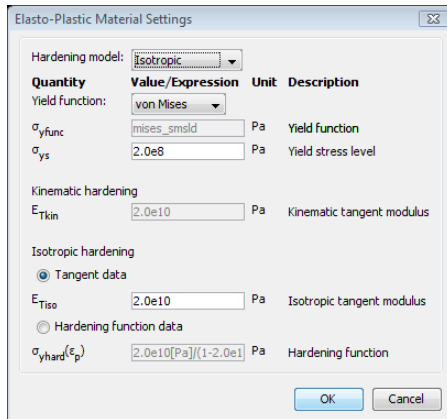 Elasto-Plastic Material Settings
Hardening model: Isotropic
Quantity Value/Expression Unit Description
Yield function: von Mises
σyfunc mises_smsld Pa Yield function
σys 2.0e8 Pa Yield stress level
Kinematic hardening
ETkin 2.0e10 Pa Kinematic tangent modulus
Isotropic hardening
Tangent data
ETiso 2.0e10 Pa Isotropic tangent modulus
Hardening function data
σyhard(εp) 2.0e10[Pa]/(1-2.0e1 Pa Hardening function
OK Cancel